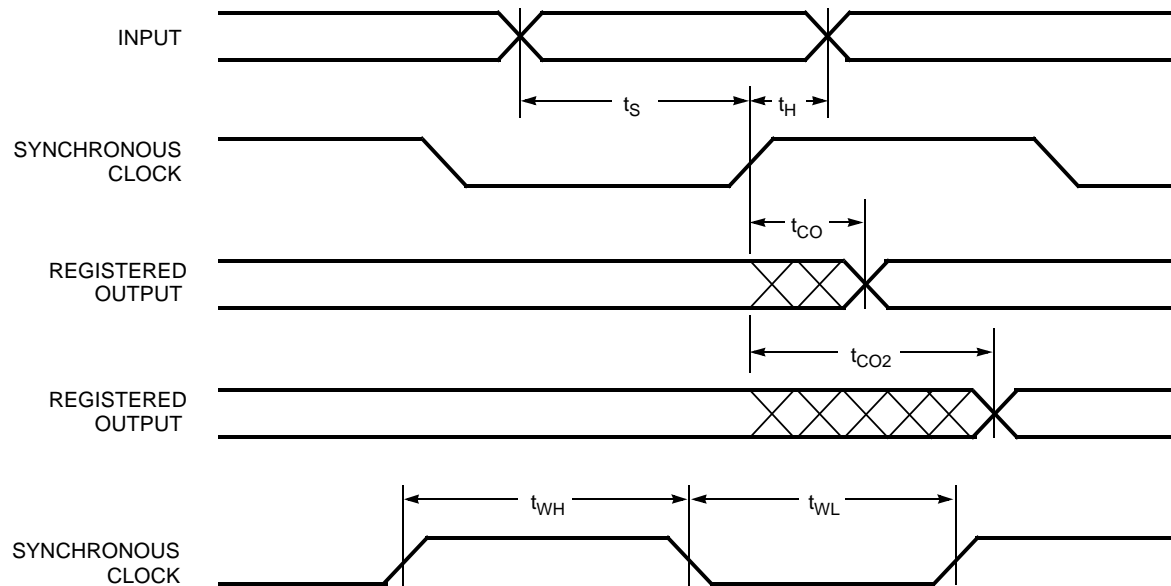 INPUT
tS
tH
SYNCHRONOUS
CLOCK
tCO
REGISTERED
OUTPUT
tCO2
REGISTERED
OUTPUT
tWH
tWL
SYNCHRONOUS
CLOCK